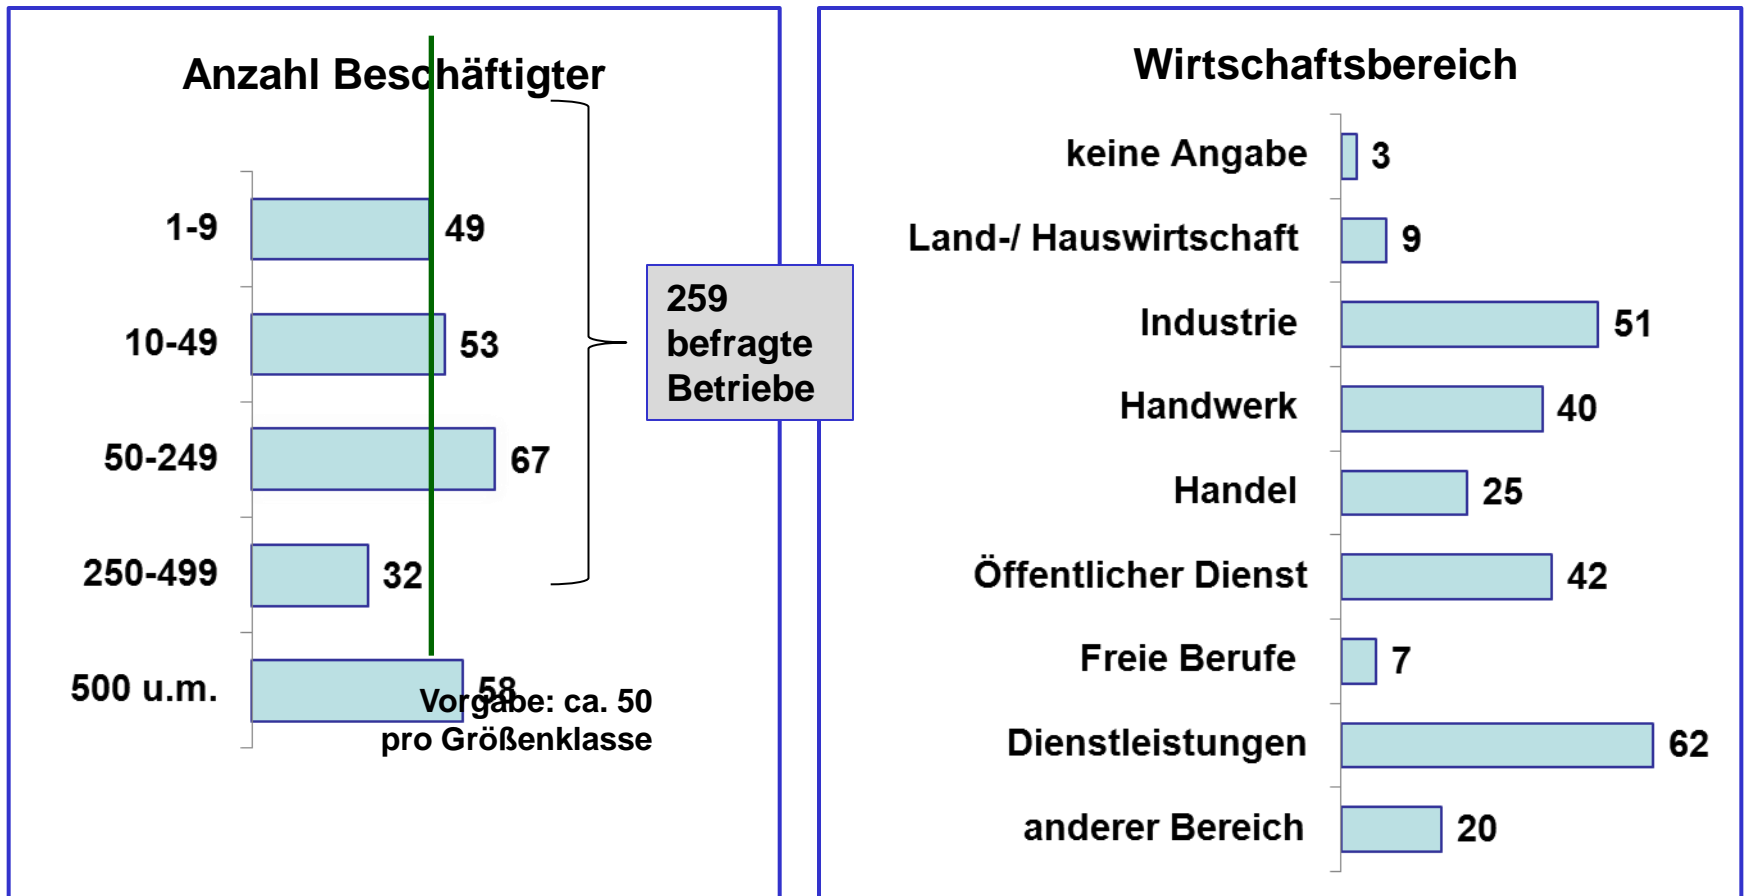 Anzahl Beschäftigter
1-9 49
10-49 53
50-249 67
250-499 32
500 u.m. 58
Vorgabe: ca. 50
pro Größenklasse
259
befragte
Betriebe
Wirtschaftsbereich
keine Angabe 3
Land-/ Hauswirtschaft 9
Industrie 51
Handwerk 40
Handel 25
Öffentlicher Dienst 42
Freie Berufe 7
Dienstleistungen 62
anderer Bereich 20